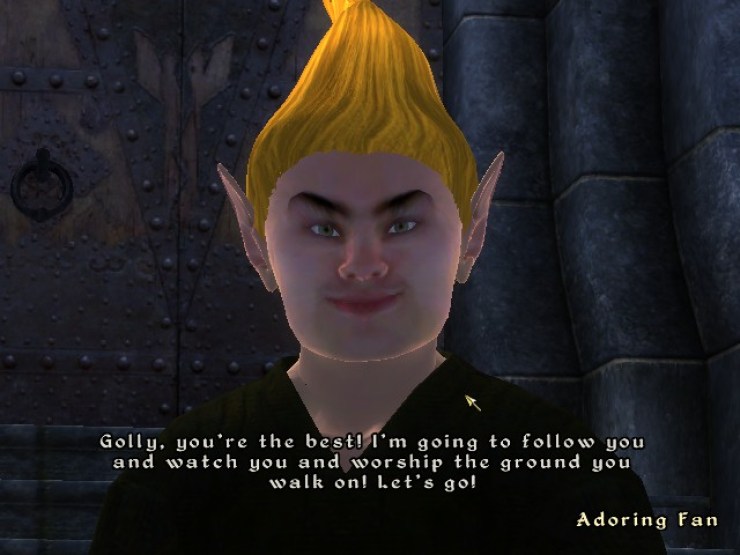 Golly, you're the best! I'm going to follow you
and watch you and worship the ground you
walk on! Let's go!
Adoring Fan